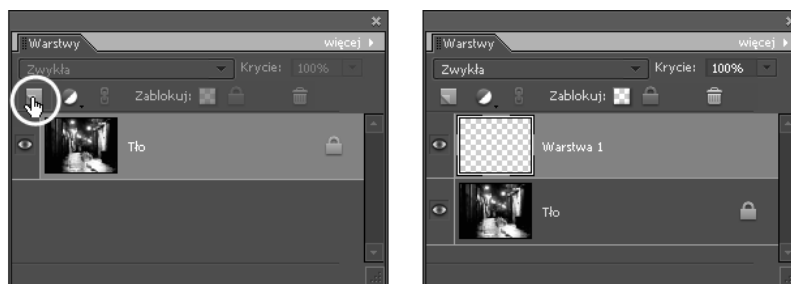 Warstwy więcej
Zwykła Krycie: 100%
Zablokuj:
Tło
Warstwy więcej
Zwykła Krycie: 100%
Zablokuj:
Warstwa 1
Tło